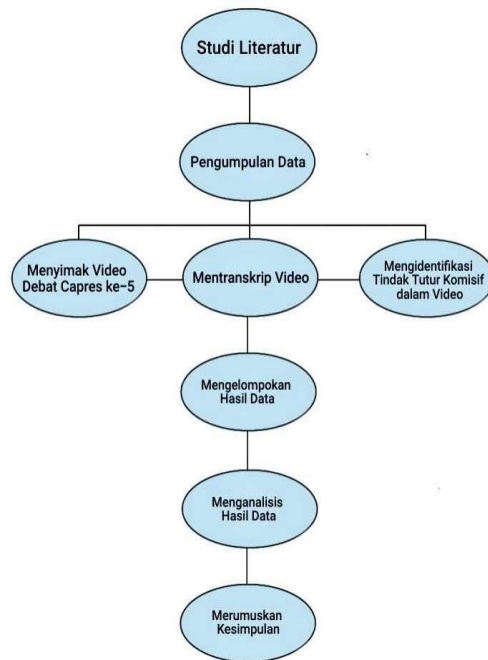 Studi Literatur
Pengumpulan Data
Menyimak Video
Debat Capres ke-5
Mentranskrip Video
Mengidentifikasi
Tindak Tutur Komisif
dalam Video
Mengelompokan
Hasil Data
Menganalisis
Hasil Data
Merumuskan
Kesimpulan